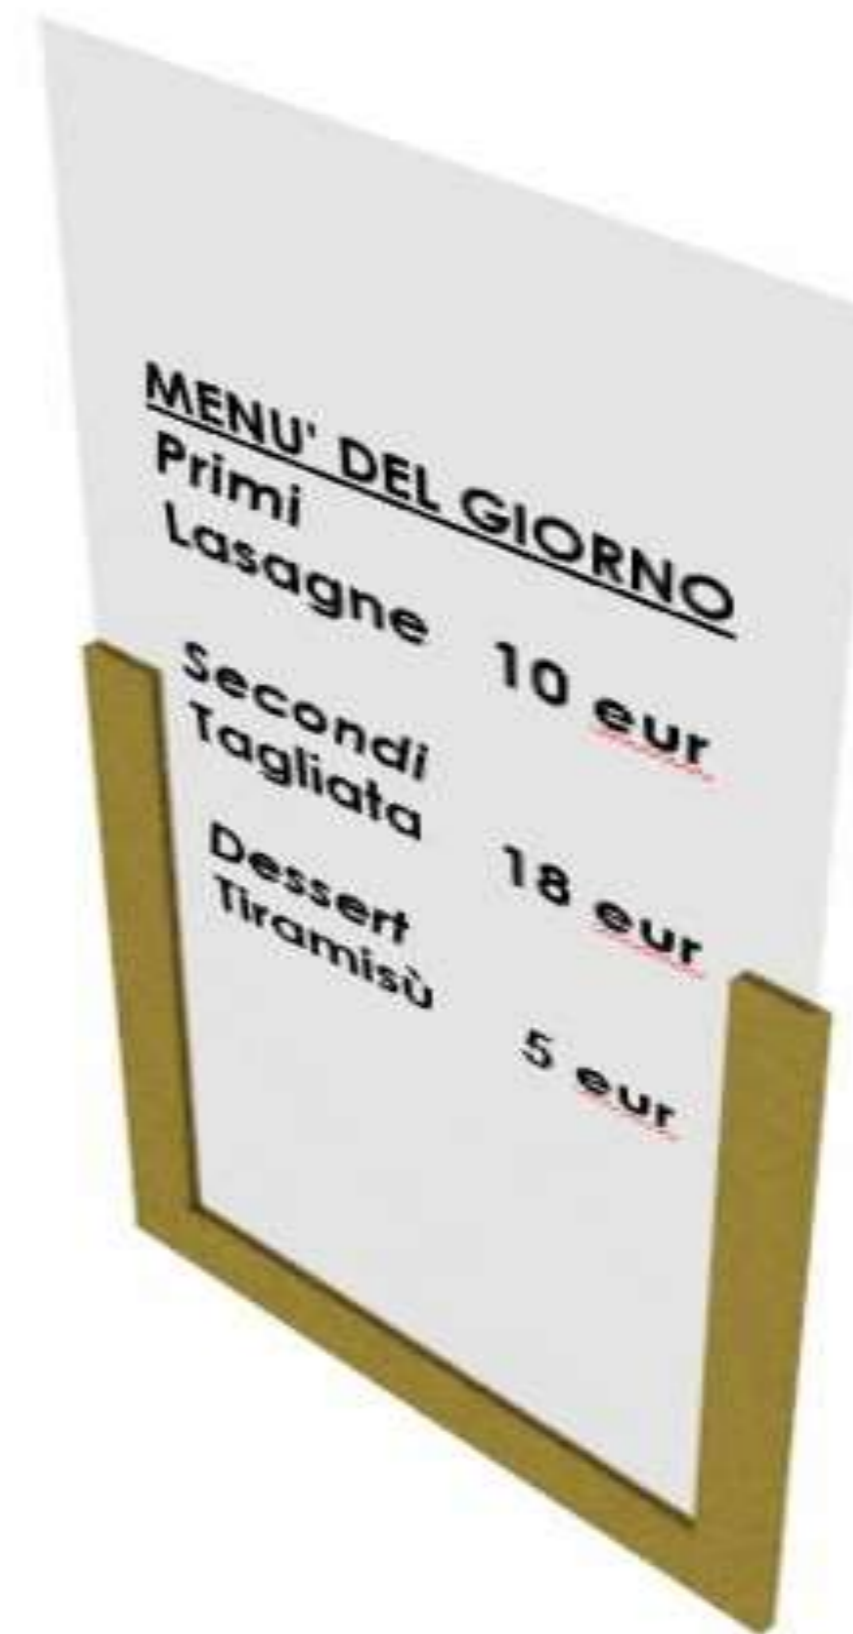 MENU' DEL GIORNO
Primi
Lasagne 10 eur
Secondi
Tagliata 18 eur
Dessert
Tiramisù 5 eur